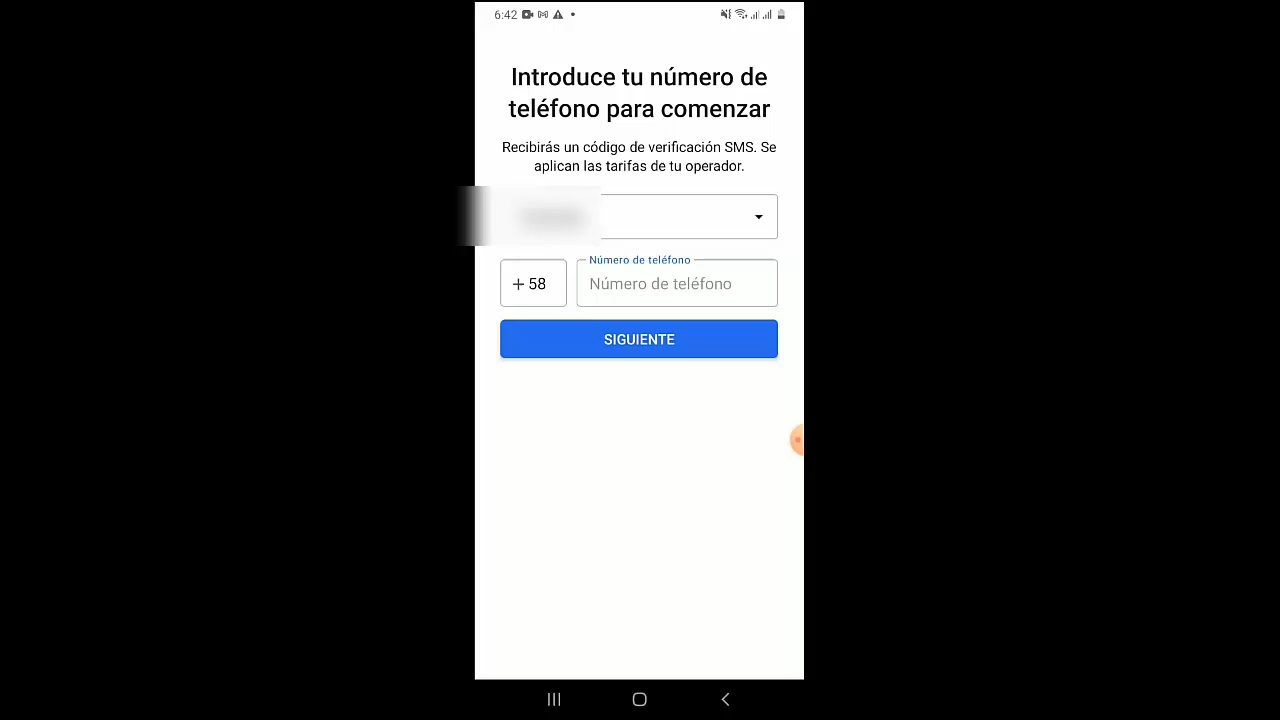 6:42
Introduce tu número de
teléfono para comenzar
Recibirás un código de verificación SMS. Se
aplican las tarifas de tu operador.
Número de teléfono
+ 58
Número de teléfono
SIGUIENTE